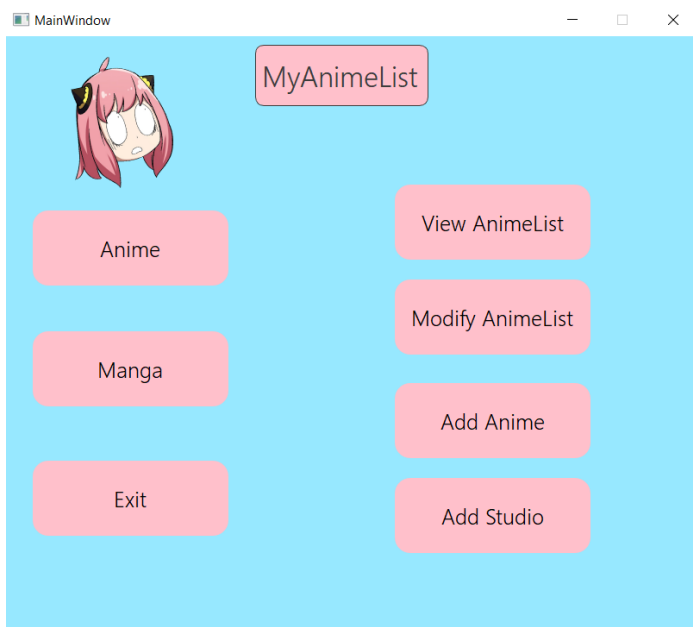 MainWindow
MyAnimeList
Anime
Manga
Exit
View AnimeList
Modify AnimeList
Add Anime
Add Studio